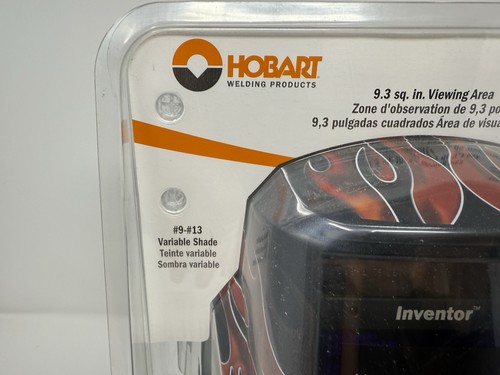 HOBART
WELDING PRODUCTS
9.3 sq. in. Viewing Area
Zone d'observation de 9,3
9,3 pulgadas cuadrados Área de
#9-#13
Variable Shade
Teinte variable
Sombra variable
Inventor™